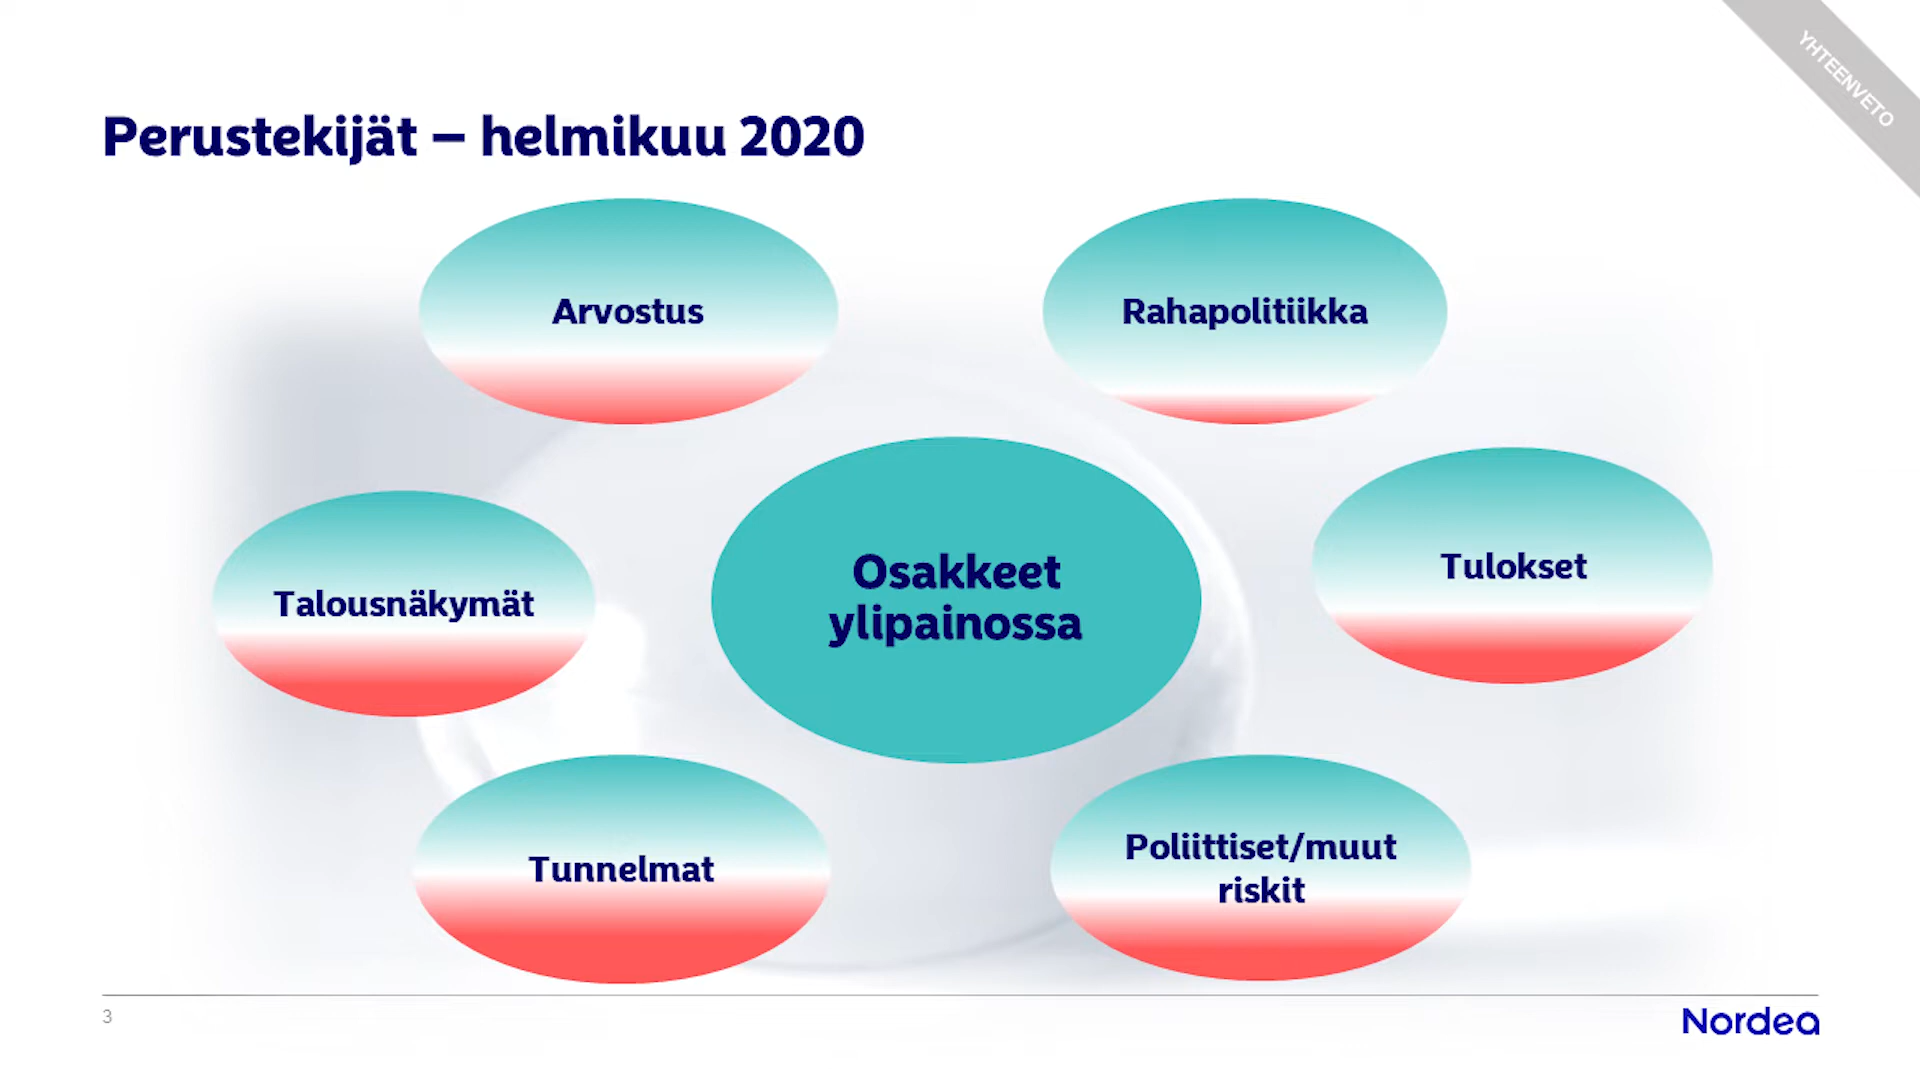 YHTEENVETO
Perustekijät – helmikuu 2020
Arvostus
Rahapolitiikka
Talousnäkymät
Osakkeet
ylipainossa
Tulokset
Tunnelmat
Poliittiset/muut
riskit
3
Nordea